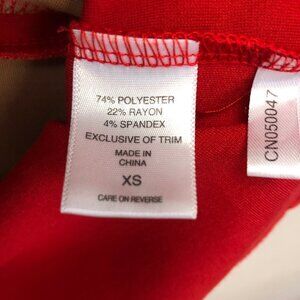 74% POLYESTER
22% RAYON
4% SPANDEX
EXCLUSIVE OF TRIM
MADE IN
CHINA
XS
CARE ON REVERSE
CN050047